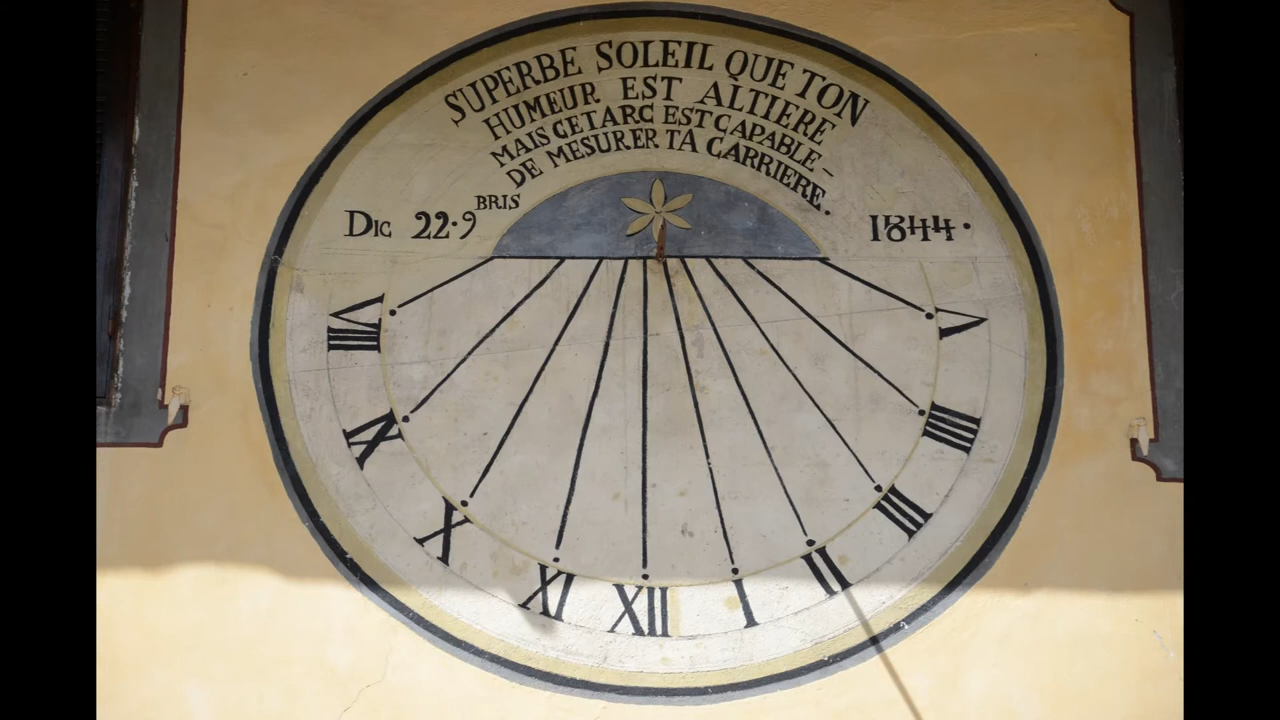 SUPERBE SOLEIL QUE TON
HUMEUR EST ALTIERE
MAIS CET ARC EST CAPABLE -
DE MESURER TA CARRIERE.
Dic 22.9BRIS 1844.
VIII
IX
X
XI
XII
I
II
III
IIII
V